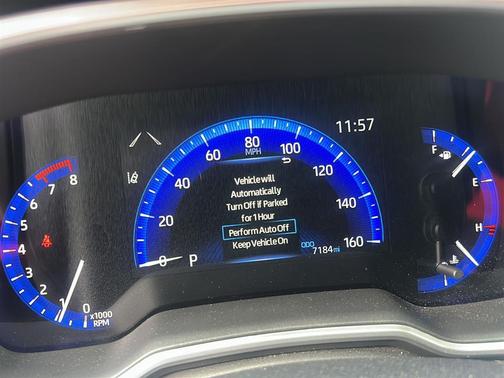 11:57
80
MPH
60
100
40
120
20
140
0
160
Vehicle will
Automatically
Turn Off if Parked
for 1 Hour
Perform Auto Off
Keep Vehicle On
P
ODO
7184 mi
8
7
6
5
4
3
2
1
0
x1000
RPM
F
E
H
C